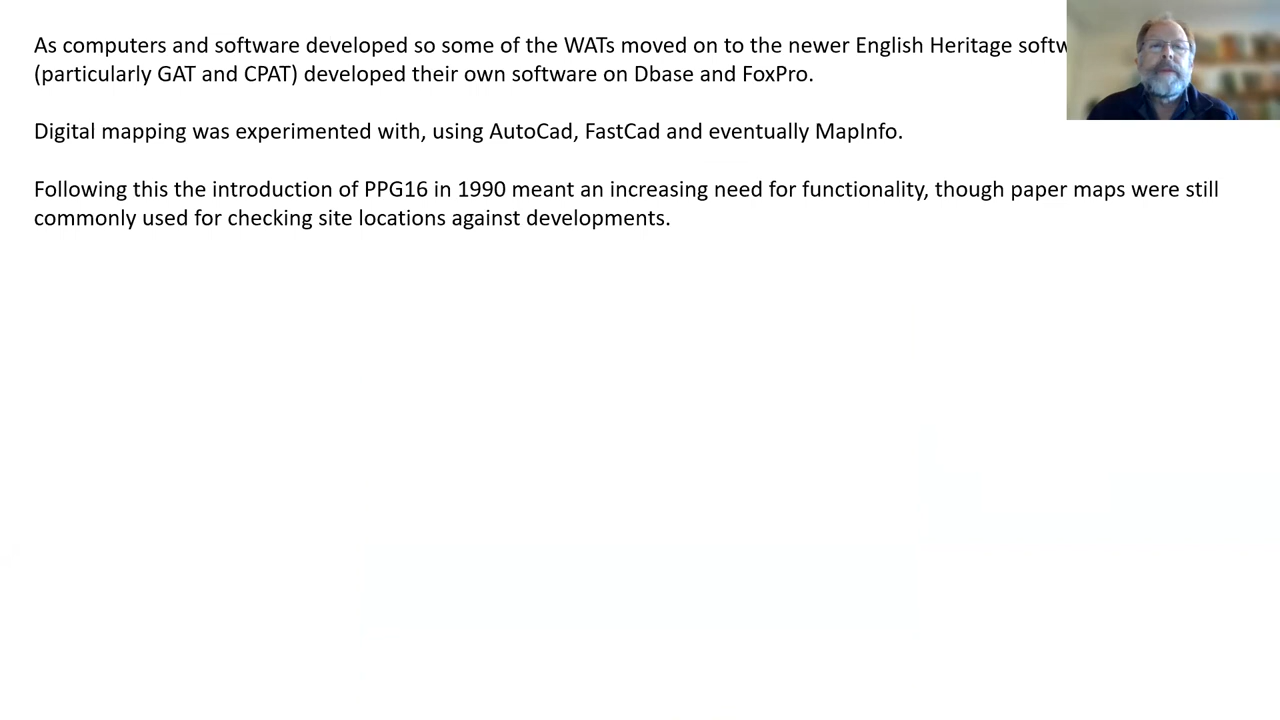 As computers and software developed so some of the WATs moved on to the newer English Heritage
(particularly GAT and CPAT) developed their own software on Dbase and FoxPro.
Digital mapping was experimented with, using AutoCad, FastCad and eventually MapInfo.
Following this the introduction of PPG16 in 1990 meant an increasing need for functionality, though paper maps were still
commonly used for checking site locations against developments.